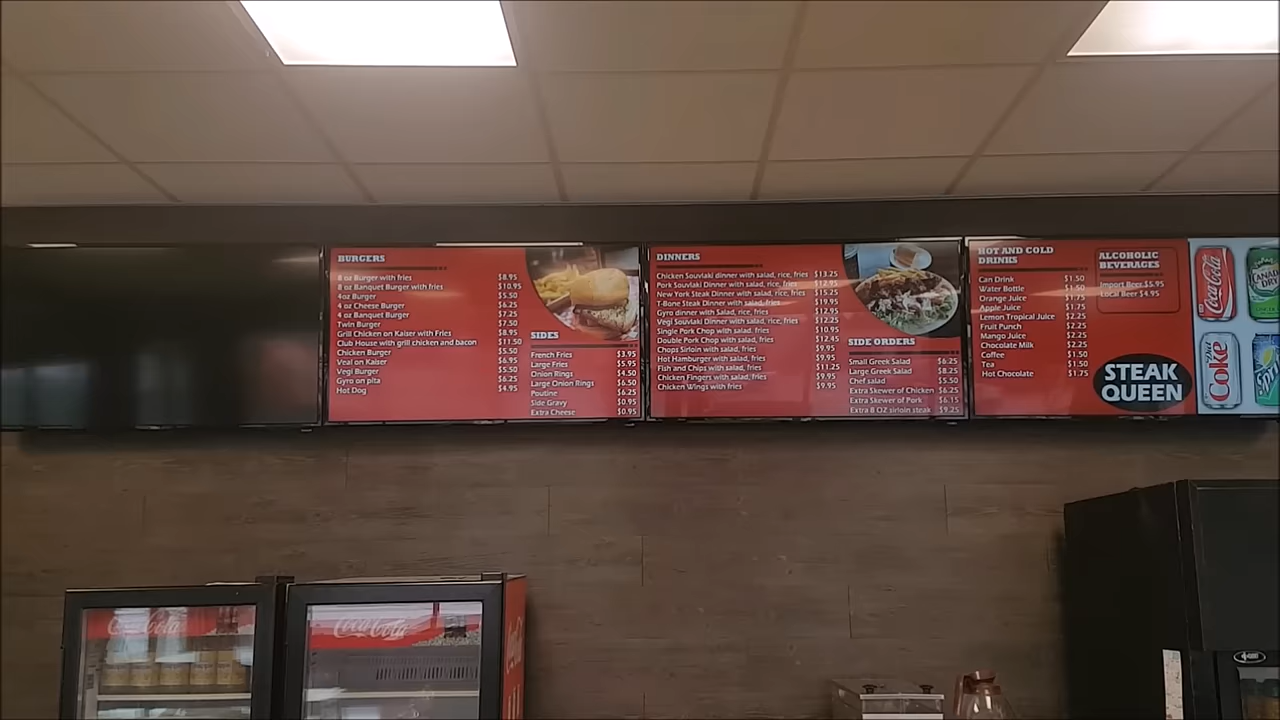 BURGERS
8 oz Burger with fries $8.95
8 oz Banquet Burger with fries $10.95
4oz Burger $5.50
4 oz Cheese Burger $6.25
4 oz Banquet Burger $7.25
Twin Burger $7.50
Grill Chicken on Kaiser with Fries $8.95
Club House with grill chicken and bacon $11.50
Chicken Burger $5.50
Veal on Kaiser $6.95
Vegi Burger $5.50
Gyro on pita $6.25
Hot Dog $4.95
SIDES
French Fries $3.95
Large Fries $5.95
Onion Rings $4.50
Large Onion Rings $6.50
Poutine $6.25
Side Gravy $0.95
Extra Cheese $0.95
DINNERS
Chicken Souvlaki dinner with salad, rice, fries $13.25
Pork Souvlaki Dinner with salad, rice, fries $12.95
New York Steak Dinner with salad, rice, fries $15.25
T-Bone Steak Dinner with salad, rice, fries $19.95
Gyro dinner with Salad, rice, fries $12.95
Vegi Souvlaki Dinner with salad, rice, fries $12.25
Single Pork Chop with salad, fries $10.95
Double Pork Chop with salad, fries $12.45
Chops Sirloin with salad, fries $9.95
Hot Hamburger with salad, fries $9.95
Fish and Chips with salad, fries $11.25
Chicken Fingers with salad, fries $9.95
Chicken Wings with fries $9.95
SIDE ORDERS
Small Greek Salad $6.25
Large Greek Salad $8.25
Chef salad $5.50
Extra Skewer of Chicken $6.25
Extra Skewer of Pork $6.15
Extra 8 OZ sirloin steak $9.25
HOT AND COLD
DRINKS
Can Drink $1.50
Water Bottle $1.50
Orange Juice $1.75
Apple Juice $1.75
Lemon Tropical Juice $2.25
Fruit Punch $2.25
Mango Juice $2.25
Chocolate Milk $2.25
Coffee $1.50
Tea $1.50
Hot Chocolate $1.75
ALCOHOLIC
BEVERAGES
Import Beer $5.95
Local Beer $4.95
STEAK
QUEEN
Coca-Cola
CANADA
DRY
Diet
Coke
Sprite
Coca-Cola
Coca-Cola